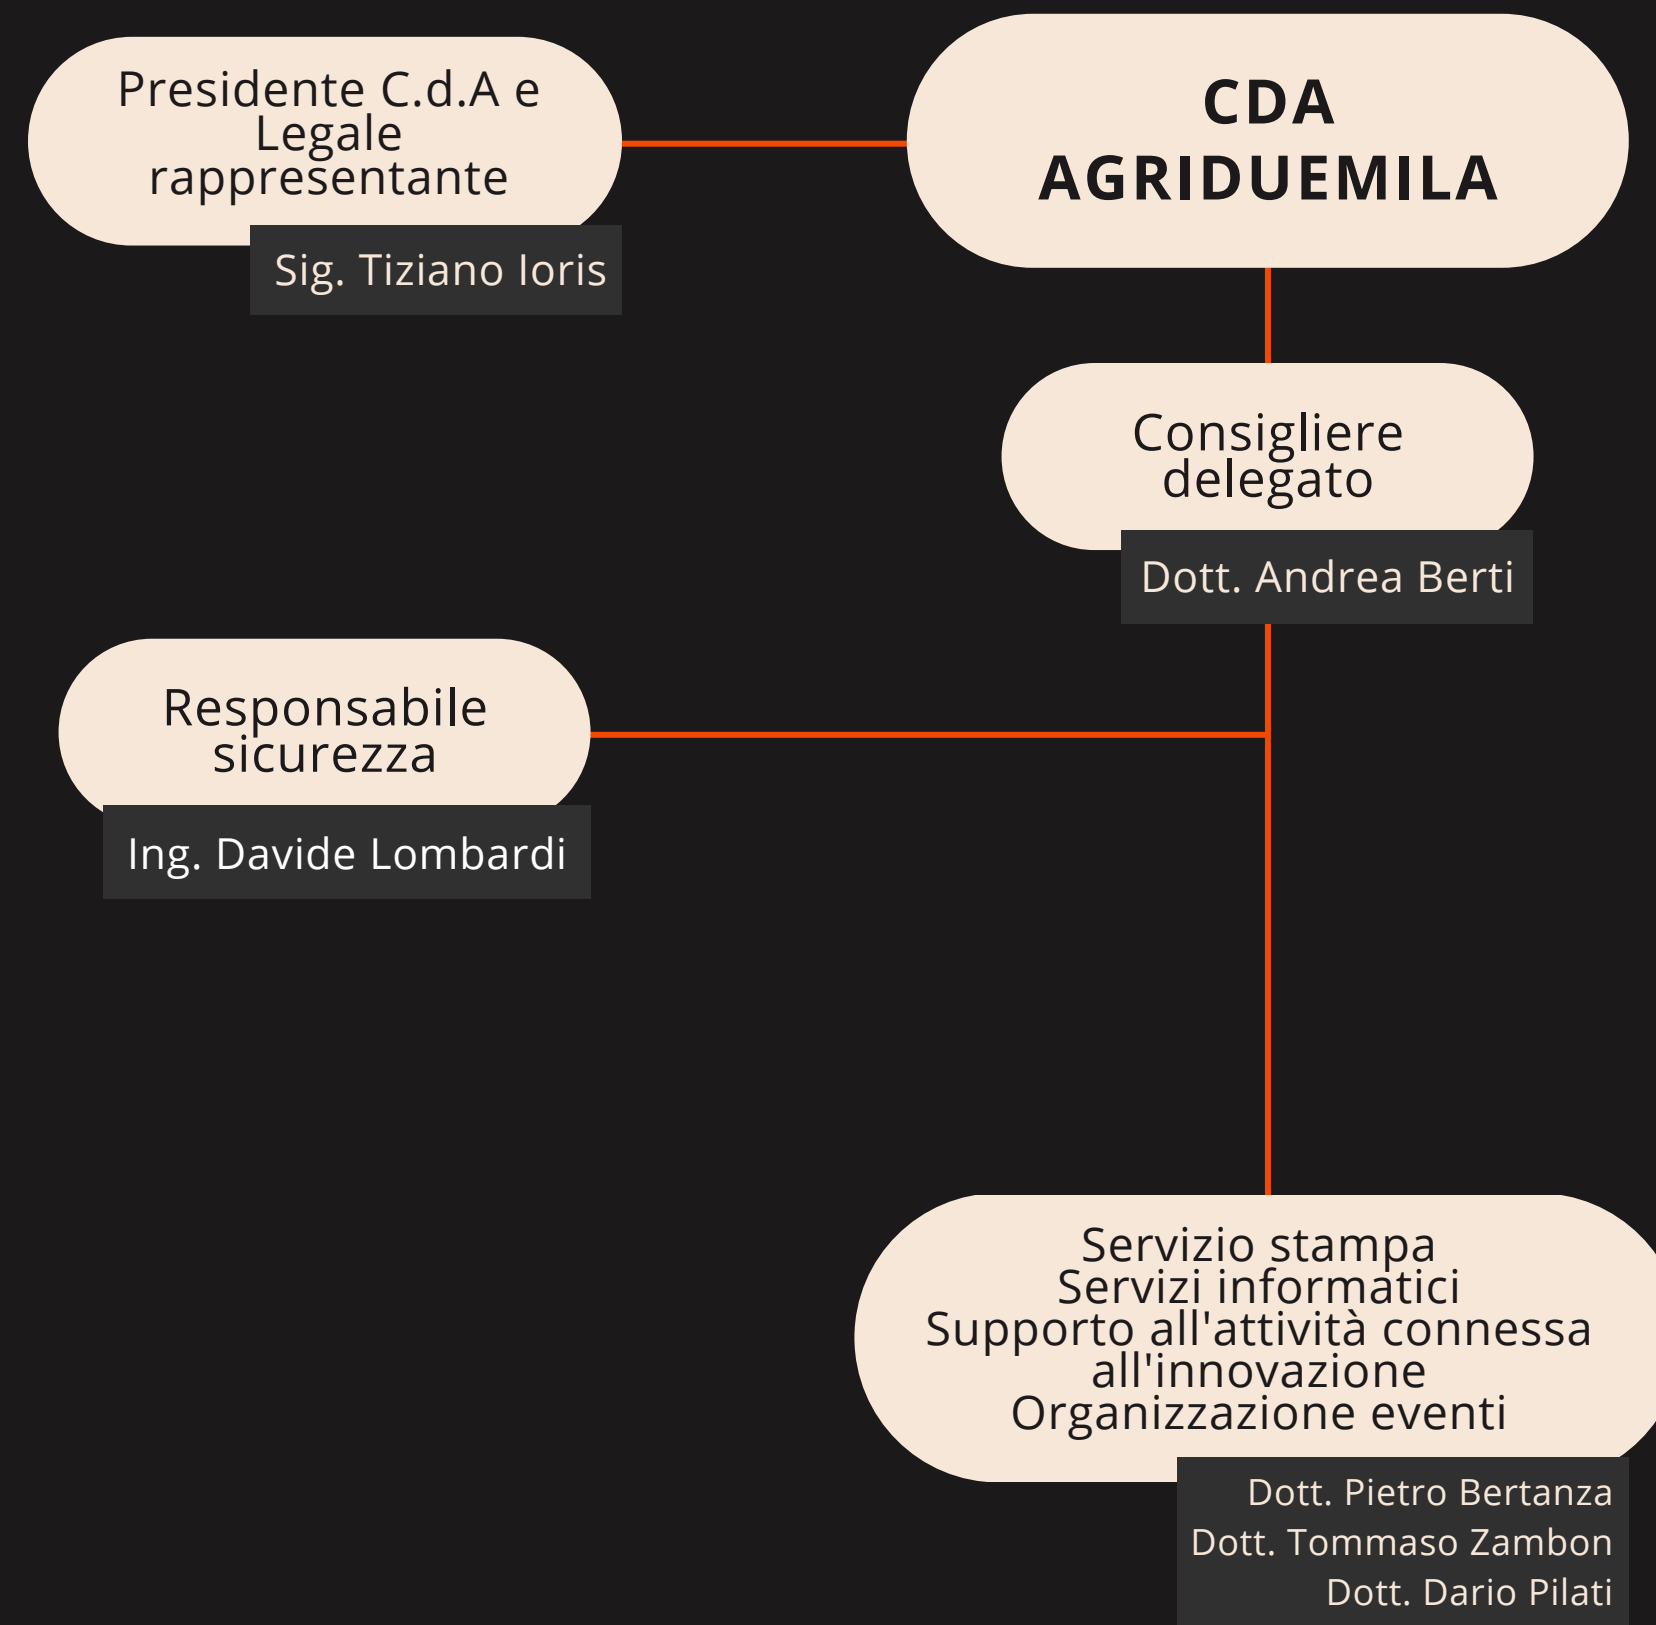 Presidente C.d.A e
Legale
rappresentante
Sig. Tiziano Ioris
CDA
AGRIDUEMILA
Consigliere
delegato
Dott. Andrea Berti
Responsabile
sicurezza
Ing. Davide Lombardi
Servizio stampa
Servizi informatici
Supporto all'attività connessa
all'innovazione
Organizzazione eventi
Dott. Pietro Bertanza
Dott. Tommaso Zambon
Dott. Dario Pilati